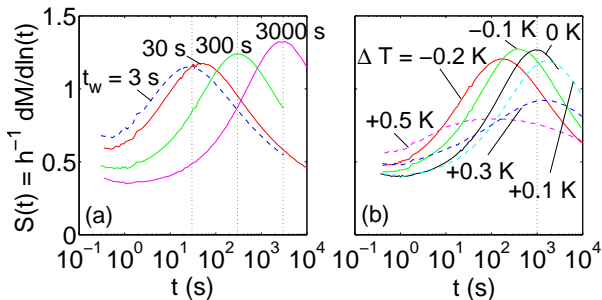 1.5
1
0.5
0
S(t) = h⁻¹ dM/dln(t)
30 s 300 s 3000 s
t_w = 3 s
(a)
10⁻¹ 10⁰ 10¹ 10² 10³ 10⁴
t (s)
−0.1 K
0 K
Δ T = −0.2 K
+0.5 K
+0.3 K
+0.1 K
(b)
10⁻¹ 10⁰ 10¹ 10² 10³ 10⁴
t (s)